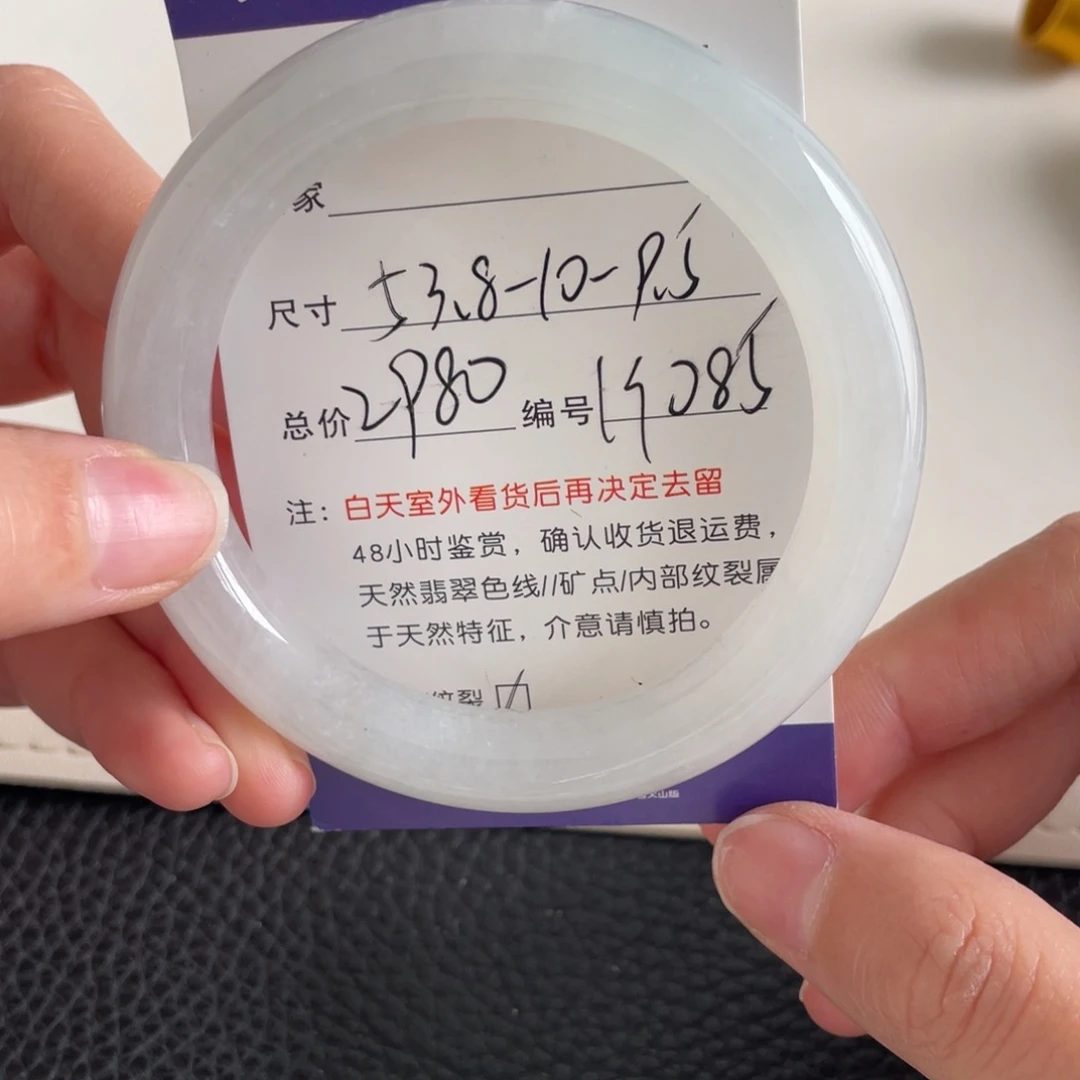 家
尺寸 53.8-10-9.5
总价 2980 编号 19085
注：白天室外看货后再决定去留
48小时鉴赏，确认收货退运费，
天然翡翠色线//矿点/内部纹裂属
于天然特征，介意请慎拍。
纹裂